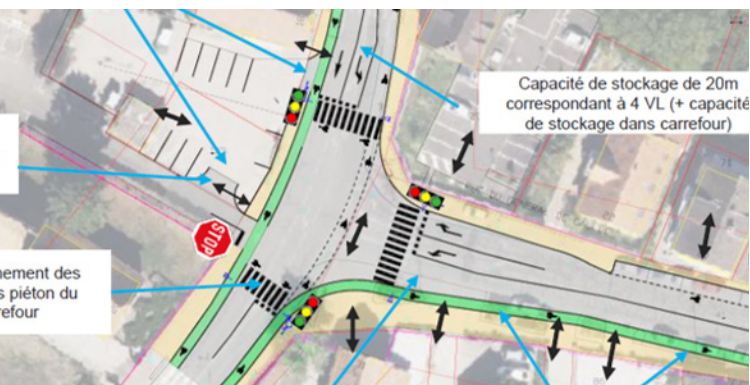 Capacité de stockage de 20m
correspondant à 4 VL (+ capacité
de stockage dans carrefour)
STOP
nement des
s piéton du
refour